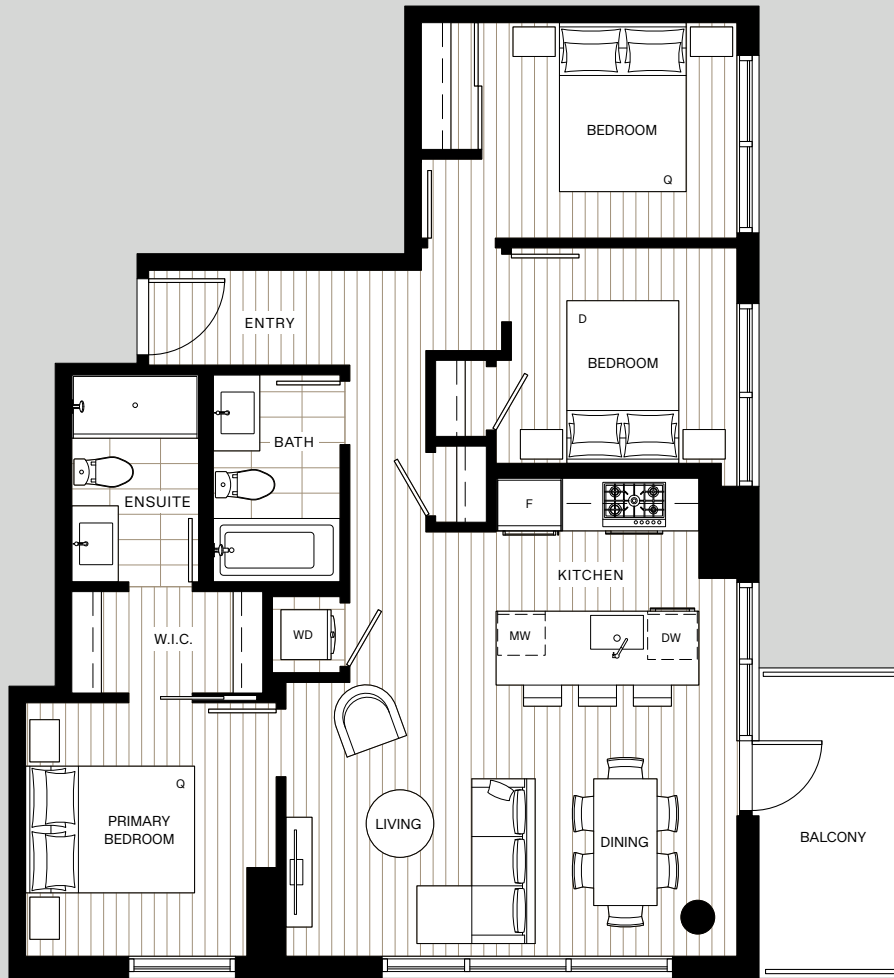 BEDROOM
Q
ENTRY
D
BEDROOM
BATH
ENSUITE
F
KITCHEN
W.I.C.
WD
MW
DW
Q
PRIMARY
BEDROOM
LIVING
DINING
BALCONY